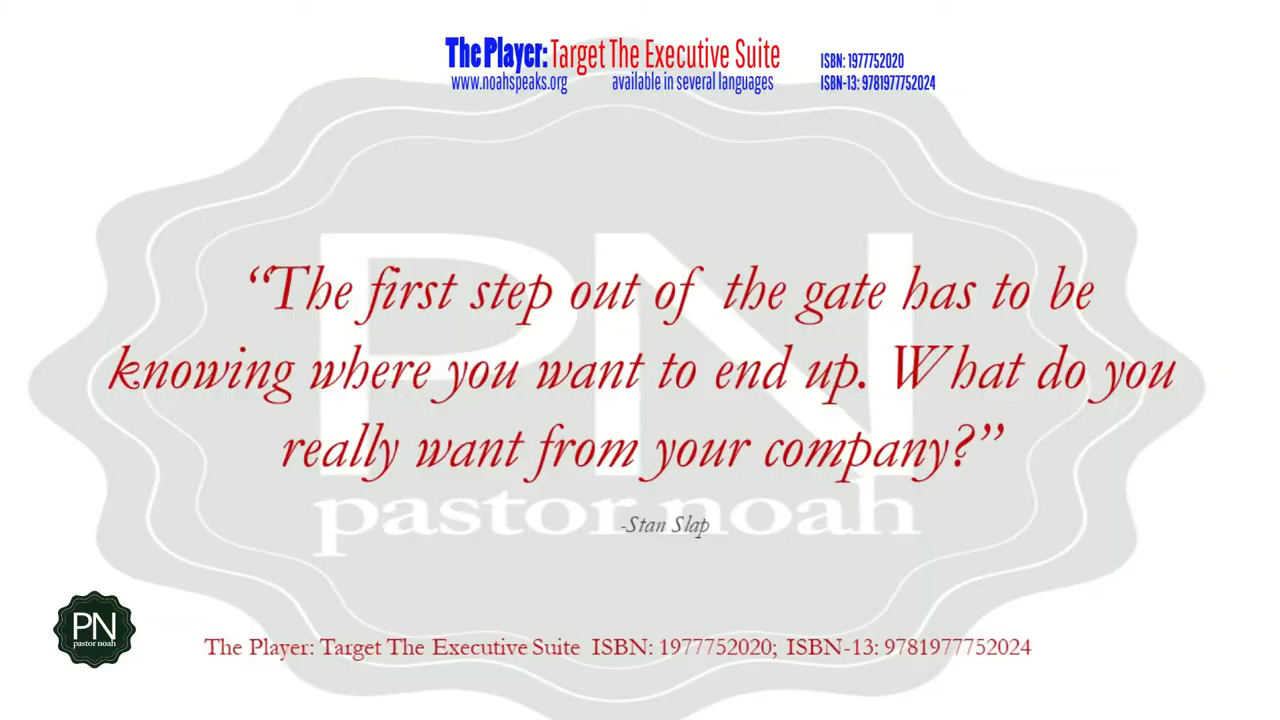 The Player: Target The Executive Suite ISBN: 1977752020
www.noahspeaks.org available in several languages ISBN-13: 9781977752024
“The first step out of the gate has to be
knowing where you want to end up. What do you
really want from your company?”
PN
pastor noah
-Stan Slap
PN
pastor noah
The Player: Target The Executive Suite ISBN: 1977752020; ISBN-13: 9781977752024